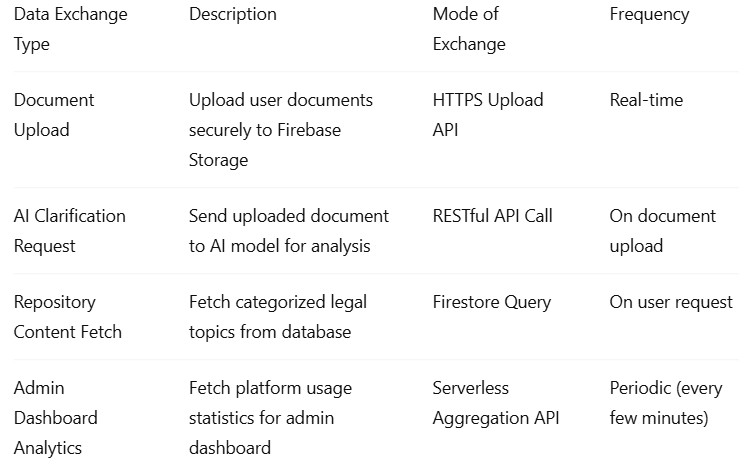 Data Exchange Type	Description	Mode of Exchange	Frequency
Document Upload	Upload user documents securely to Firebase Storage	HTTPS Upload API	Real-time
AI Clarification Request	Send uploaded document to AI model for analysis	RESTful API Call	On document upload
Repository Content Fetch	Fetch categorized legal topics from database	Firestore Query	On user request
Admin Dashboard Analytics	Fetch platform usage statistics for admin dashboard	Serverless Aggregation API	Periodic (every few minutes)